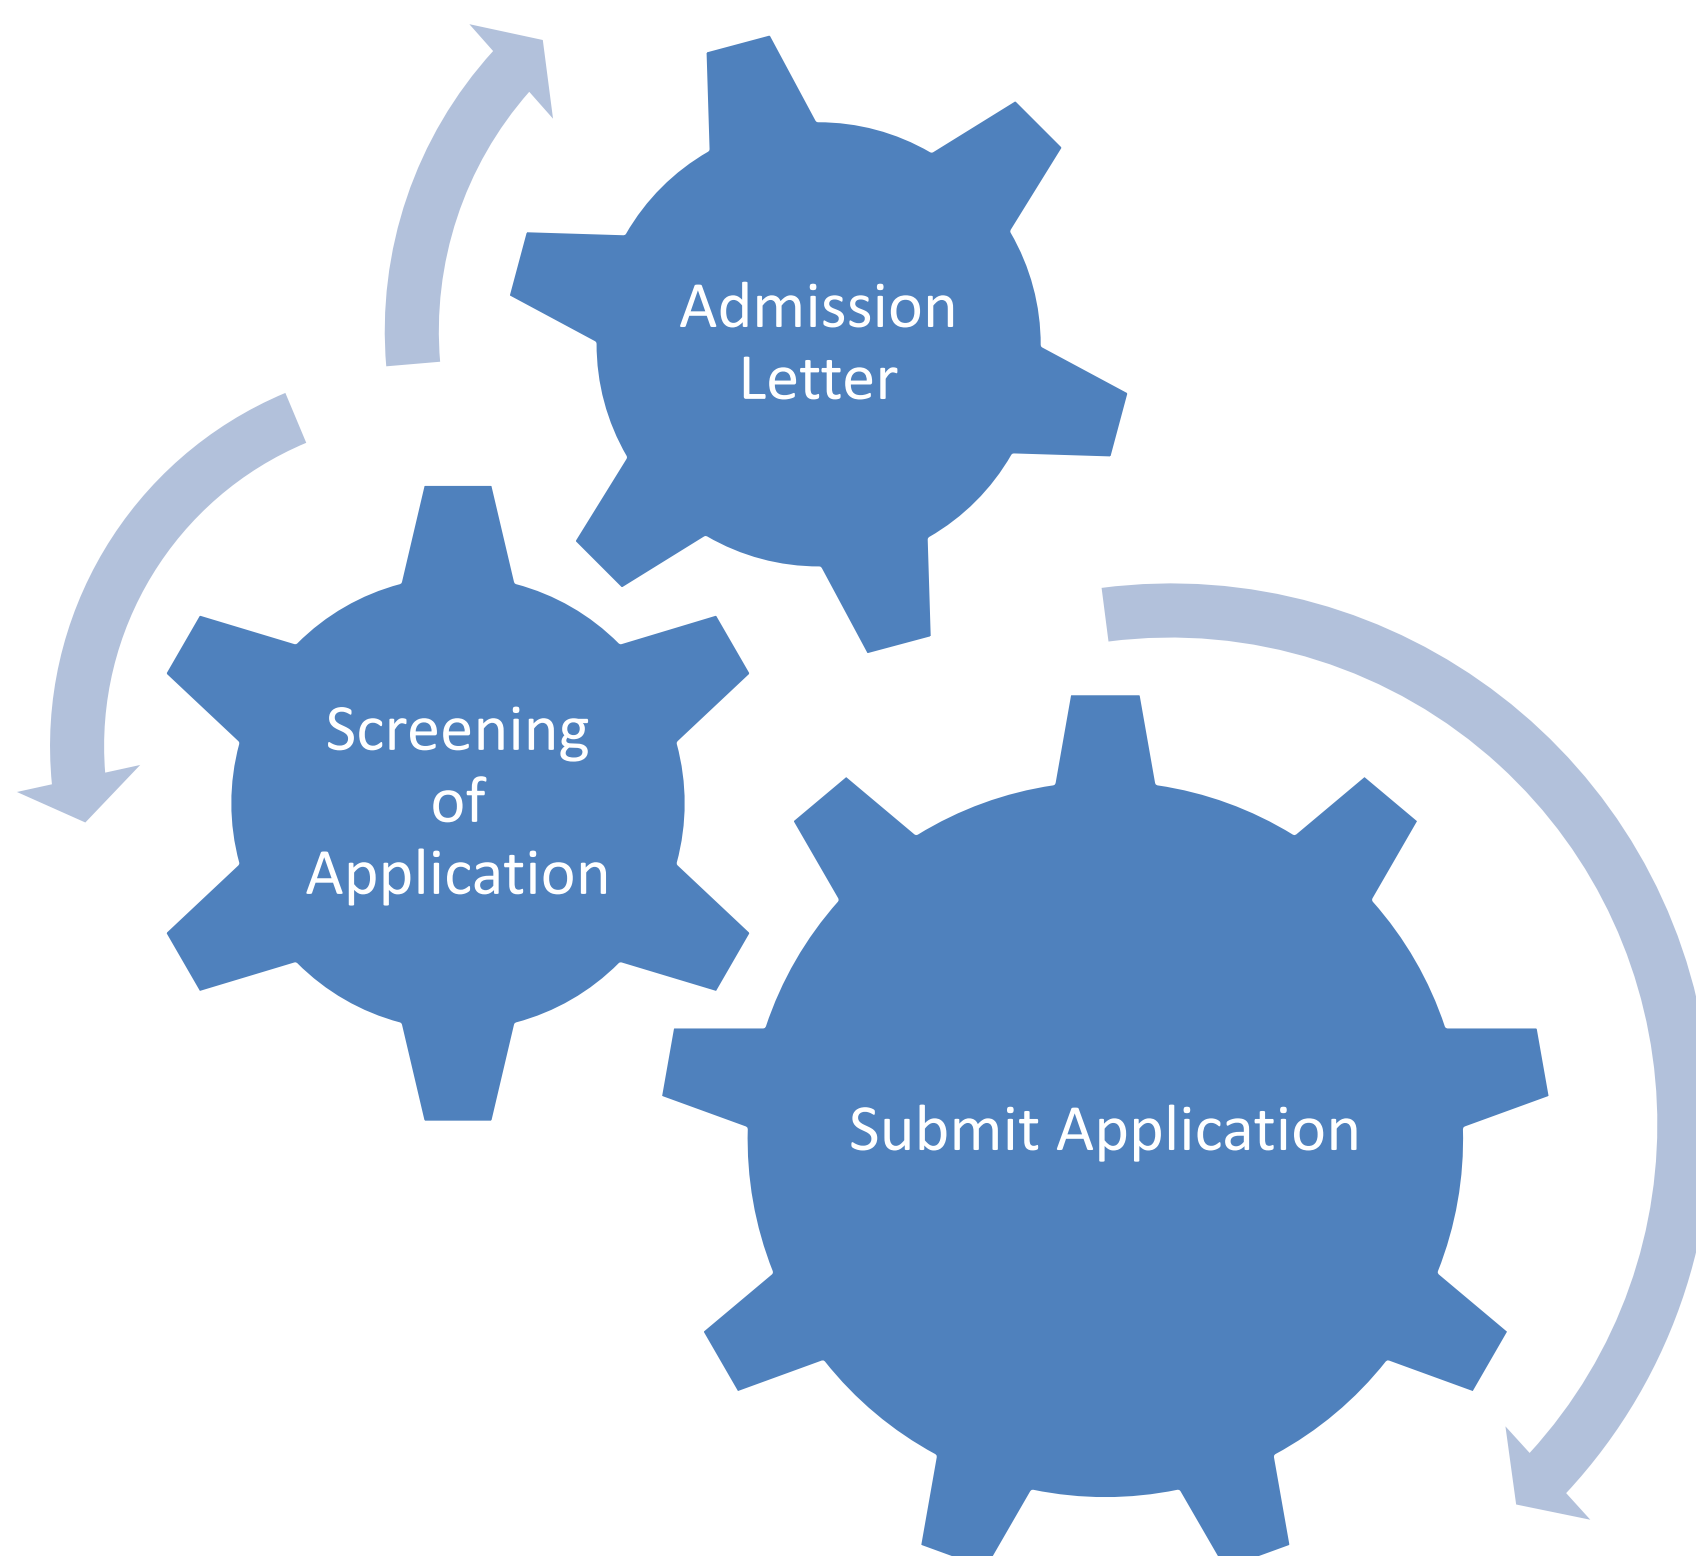 Admission
Letter
Screening
of
Application
Submit Application